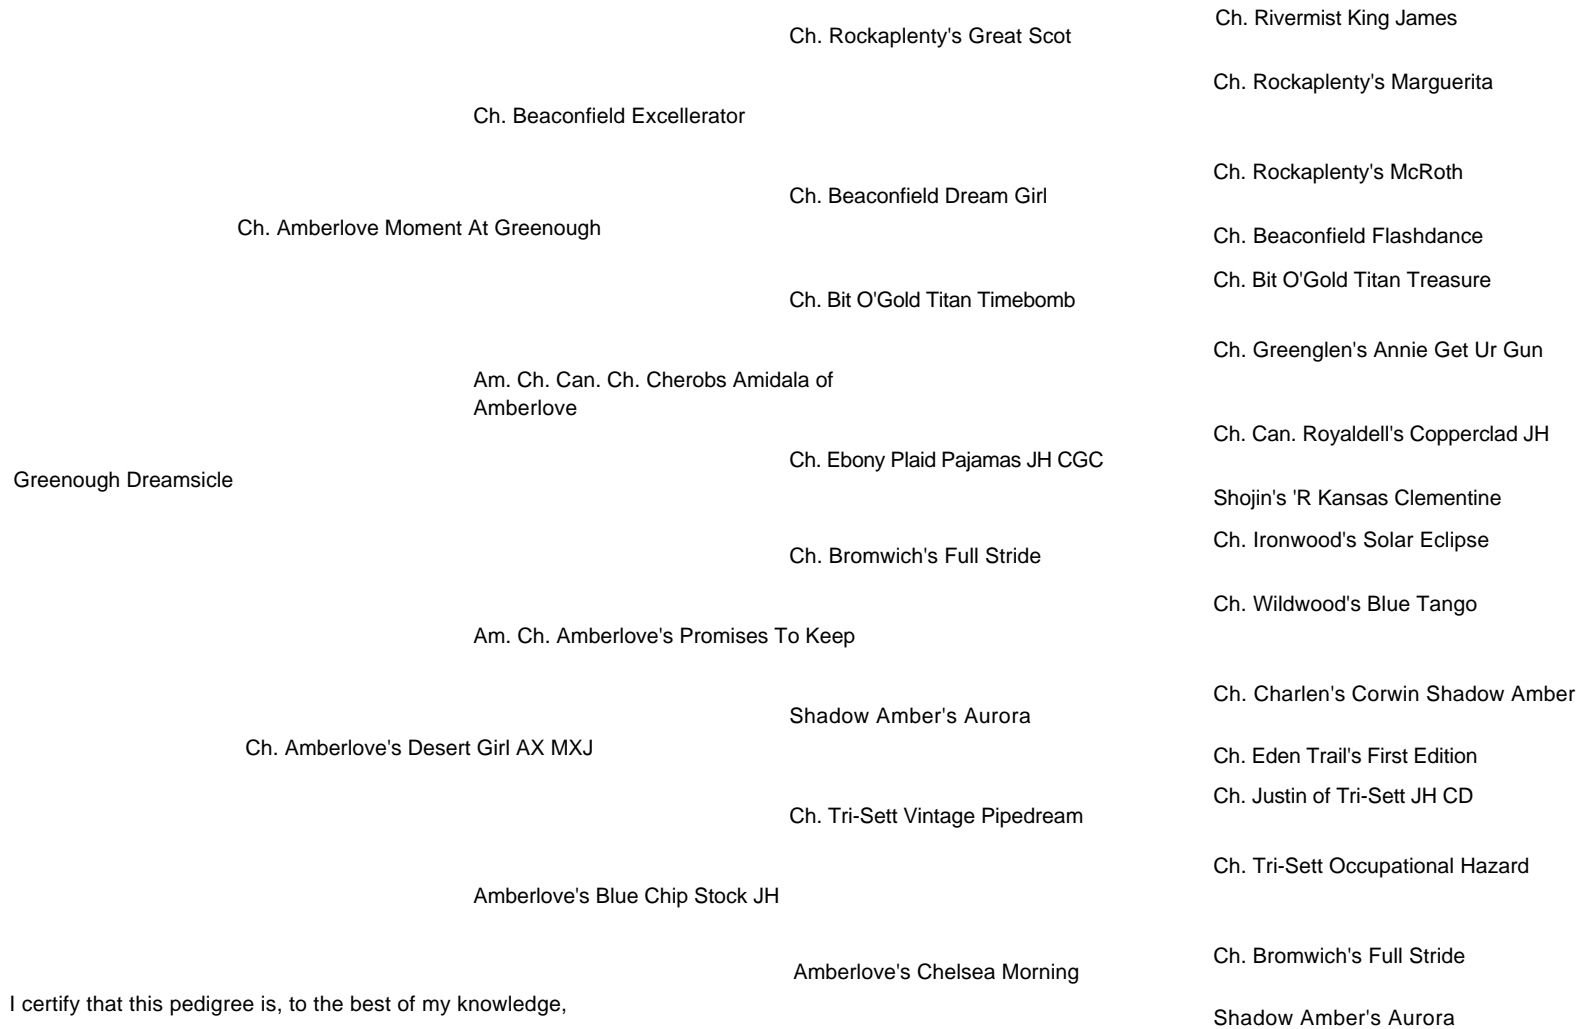 Ch. Rivermist King James
Ch. Rockaplenty's Great Scot
Ch. Rockaplenty's Marguerita
Ch. Beaconfield Excellerator
Ch. Rockaplenty's McRoth
Ch. Beaconfield Dream Girl
Ch. Amberlove Moment At Greenough
Ch. Beaconfield Flashdance
Ch. Bit O'Gold Titan Treasure
Ch. Bit O'Gold Titan Timebomb
Ch. Greenglen's Annie Get Ur Gun
Am. Ch. Can. Ch. Cherobs Amidala of
Amberlove
Ch. Can. Royaldell's Copperclad JH
Ch. Ebony Plaid Pajamas JH CGC
Greenough Dreamsicle
Shojin's 'R Kansas Clementine
Ch. Ironwood's Solar Eclipse
Ch. Bromwich's Full Stride
Ch. Wildwood's Blue Tango
Am. Ch. Amberlove's Promises To Keep
Ch. Charlen's Corwin Shadow Amber
Shadow Amber's Aurora
Ch. Amberlove's Desert Girl AX MXJ
Ch. Eden Trail's First Edition
Ch. Justin of Tri-Sett JH CD
Ch. Tri-Sett Vintage Pipedream
Ch. Tri-Sett Occupational Hazard
Amberlove's Blue Chip Stock JH
Ch. Bromwich's Full Stride
Amberlove's Chelsea Morning
I certify that this pedigree is, to the best of my knowledge,
Shadow Amber's Aurora